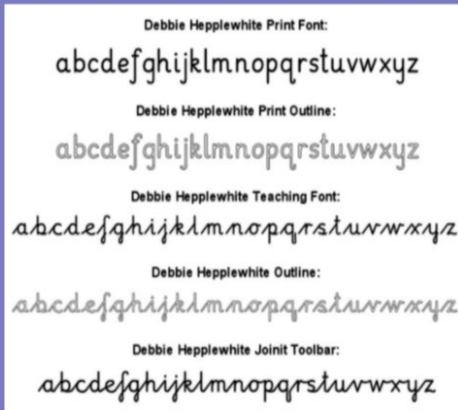 Debbie Hepplewhite Print Font:
abcdefghijklmnopqrstuvwxyz
Debbie Hepplewhite Print Outline:
abcdefghijklmnopqrstuvwxyz
Debbie Hepplewhite Teaching Font:
abcdefghijklmnopqrstuvwxyz
Debbie Hepplewhite Outline:
abcdefghijklmnopqrstuvwxyz
Debbie Hepplewhite Joinit Toolbar:
abcdefghijklmnopqrstuvwxyz